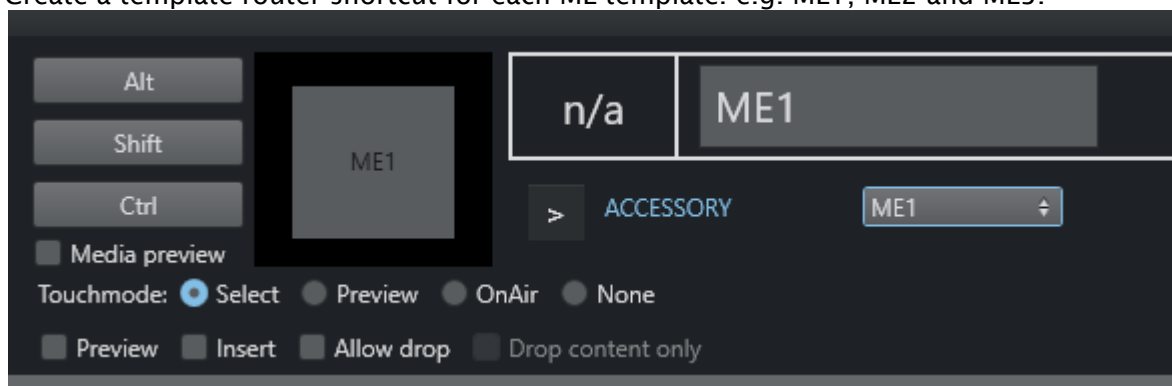 Create a template router shortcut for each ME template. e.g. ME1, ME2 and ME3.
Alt
Shift
Ctrl
Media preview
ME1
n/a
ME1
>
ACCESSORY
ME1
Touchmode: Select Preview OnAir None
Preview Insert Allow drop Drop content only